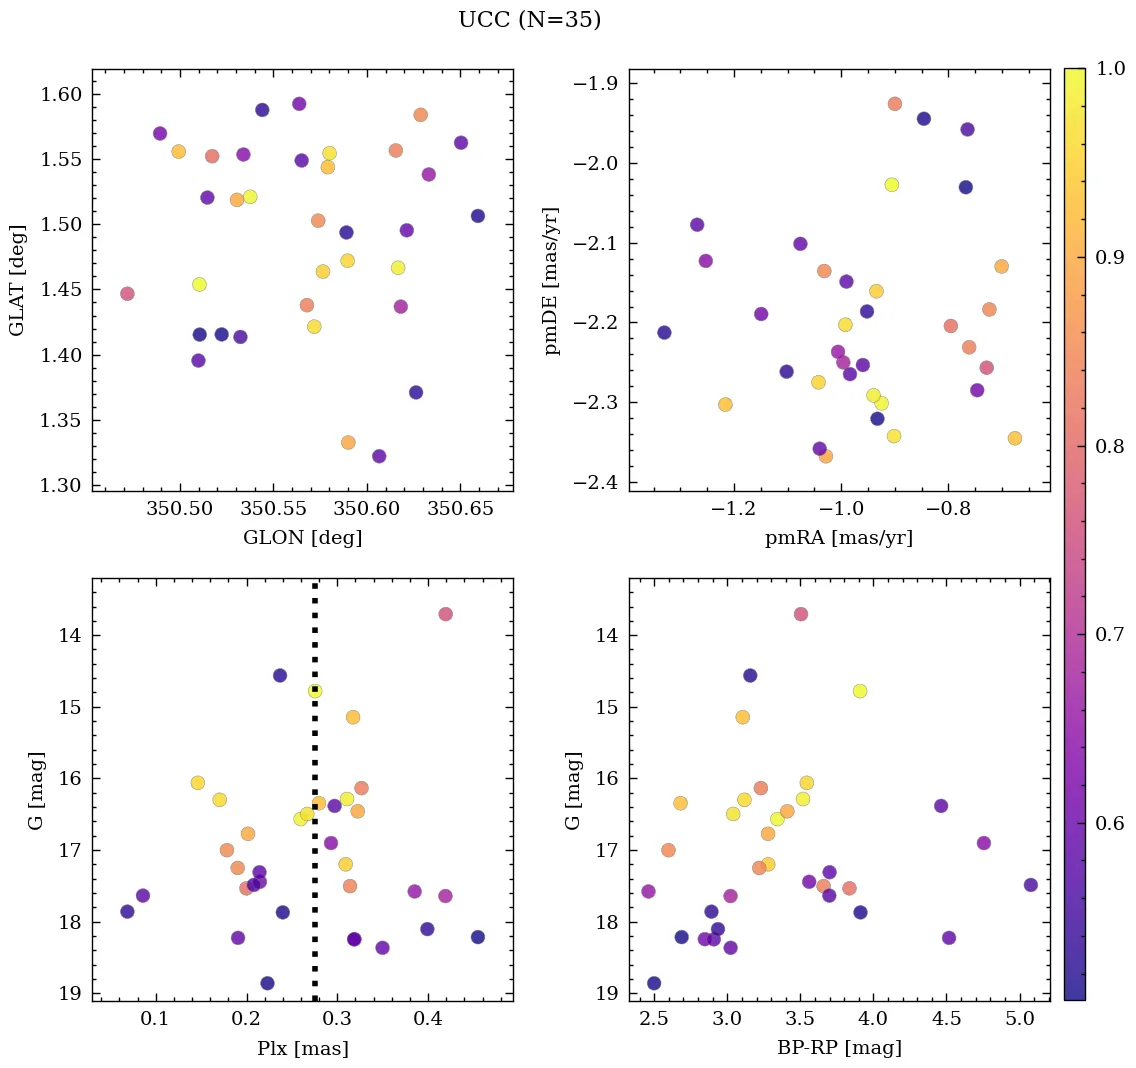 UCC (N=35)
1.60
1.55
1.50
1.45
1.40
1.35
1.30
GLAT [deg]
350.50 350.55 350.60 350.65
GLON [deg]
−1.9
−2.0
−2.1
−2.2
−2.3
−2.4
pmDE [mas/yr]
−1.2 −1.0 −0.8
pmRA [mas/yr]
1.0
0.9
0.8
0.7
0.6
14
15
16
17
18
19
G [mag]
0.1 0.2 0.3 0.4
Plx [mas]
14
15
16
17
18
19
G [mag]
2.5 3.0 3.5 4.0 4.5 5.0
BP-RP [mag]